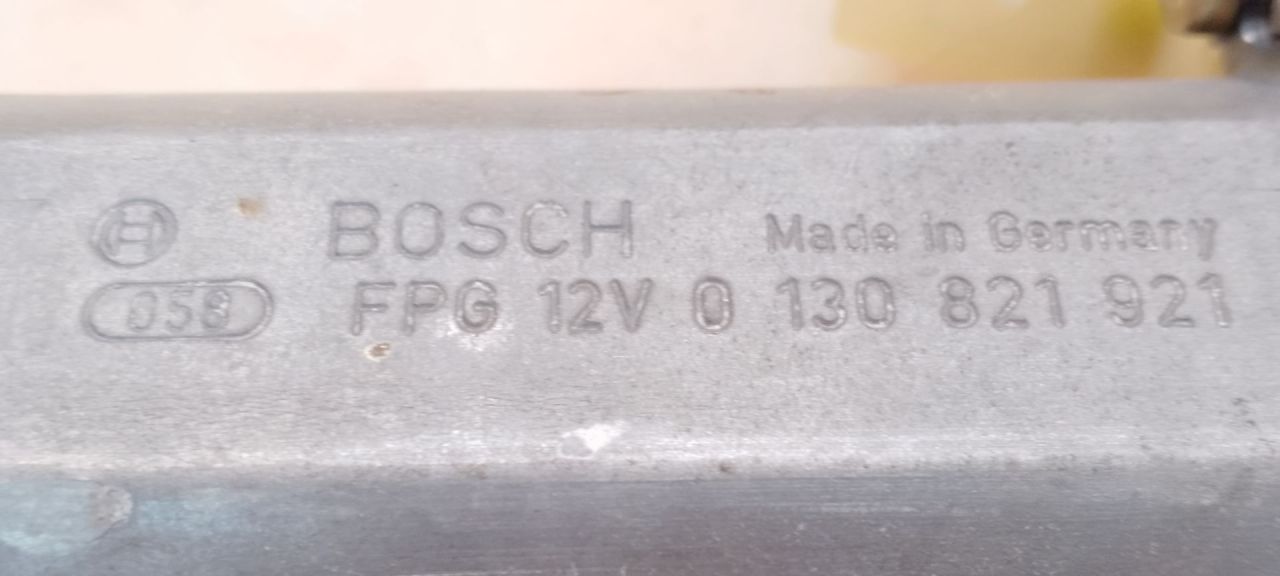 BOSCH Made in Germany
058 FPG 12V 0 130 821 921